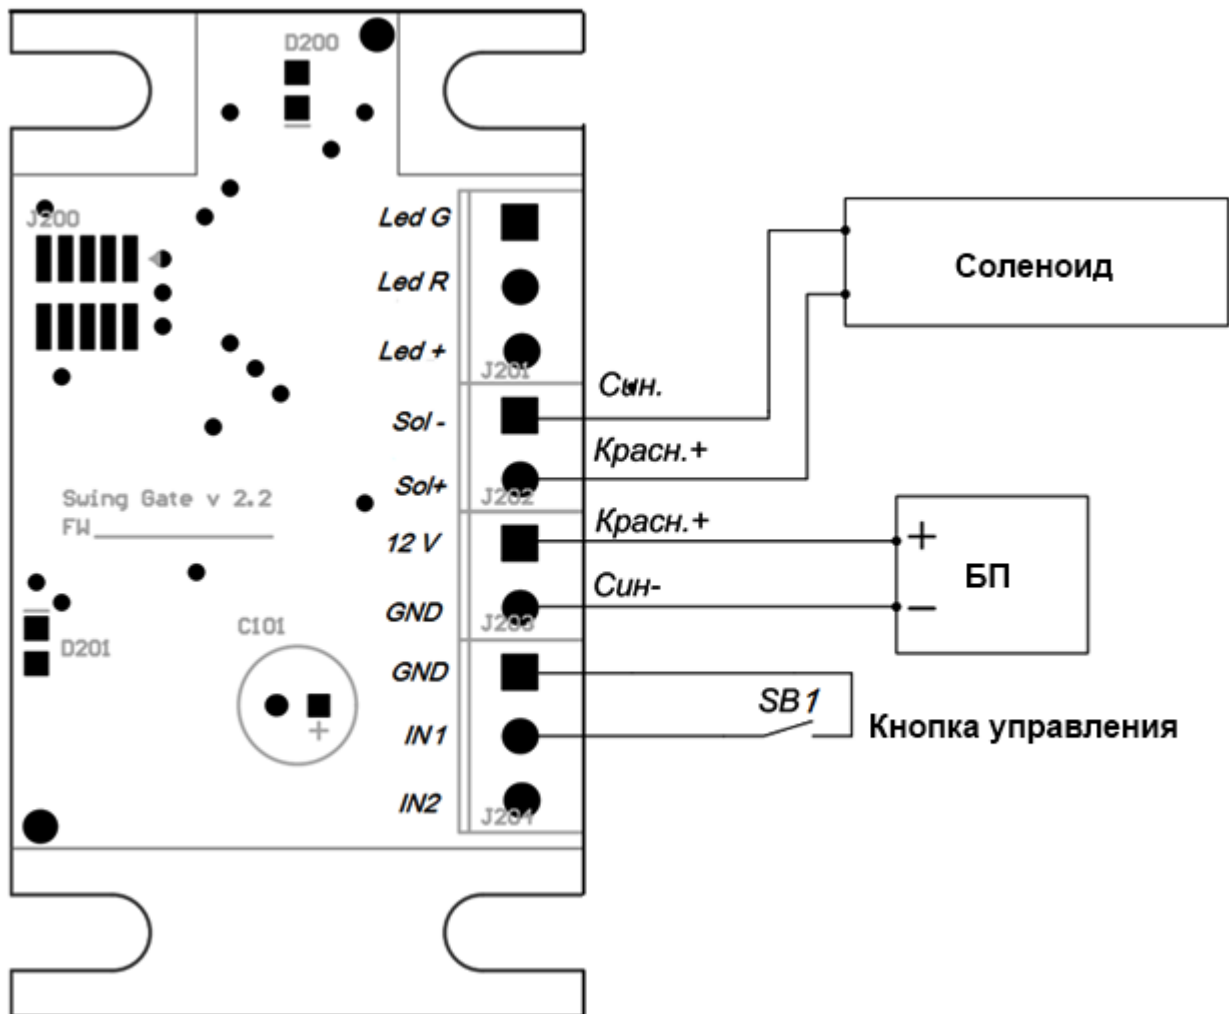 D200
J200
Led G
Led R
Led +
J201
Sol -
Sol+
J202
12 V
GND
J203
GND
IN1
IN2
J204
Swing Gate v 2.2
FW
D201
C101
+
Син.
Красн.+
Красн.+
Син-
Соленоид
+
БП
−
SB1
Кнопка управления